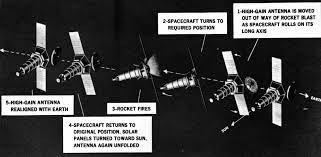 1-HIGH-GAIN ANTENNA IS MOVED
OUT OF WAY OF ROCKET BLAST
AS SPACECRAFT ROLLS ON ITS
LONG AXIS
2-SPACECRAFT TURNS TO
REQUIRED POSITION
EARTH
SUN
3-ROCKET FIRES
5-HIGH-GAIN ANTENNA
REALIGNED WITH EARTH
4-SPACECRAFT RETURNS TO
ORIGINAL POSITION, SOLAR
PANELS TURNED TOWARD SUN,
ANTENNA AGAIN UNFOLDED